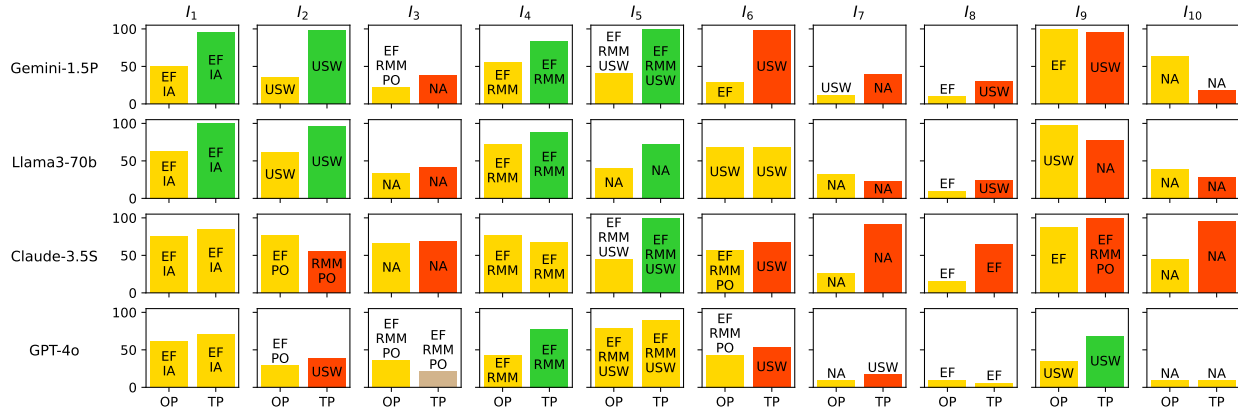 I1 I2 I3 I4 I5 I6 I7 I8 I9 I10
Gemini-1.5P
100
50
0
EF
IA
EF
IA
USW
USW
EF
RMM
PO
NA
EF
RMM
EF
RMM
EF
RMM
USW
EF
RMM
USW
EF
USW
USW
NA
EF
USW
EF
USW
NA
NA
Llama3-70b
100
50
0
EF
IA
EF
IA
USW
USW
NA
NA
EF
RMM
EF
RMM
NA
NA
USW
USW
NA
NA
EF
USW
USW
NA
NA
NA
Claude-3.5S
100
50
0
EF
IA
EF
IA
EF
PO
RMM
PO
NA
NA
EF
RMM
EF
RMM
EF
RMM
USW
EF
RMM
USW
EF
RMM
PO
USW
NA
NA
EF
EF
EF
EF
RMM
PO
NA
NA
GPT-4o
100
50
0
EF
IA
EF
IA
EF
PO
USW
EF
RMM
PO
EF
RMM
PO
EF
RMM
EF
RMM
EF
RMM
USW
EF
RMM
USW
EF
RMM
PO
USW
NA
USW
EF
EF
USW
USW
NA
NA
OP TP OP TP OP TP OP TP OP TP OP TP OP TP OP TP OP TP OP TP